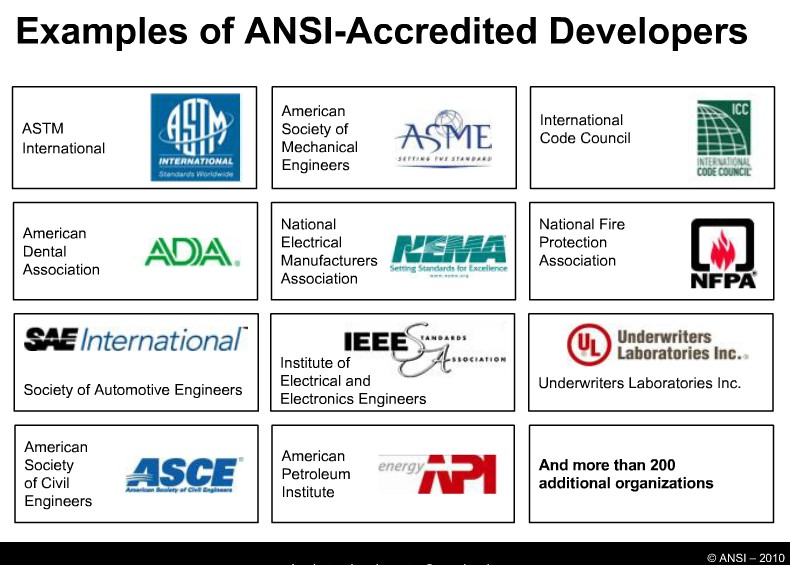 Examples of ANSI-Accredited Developers
ASTM
International
ASTM
INTERNATIONAL
Standards Worldwide
American
Society of
Mechanical
Engineers
ASME
SETTING THE STANDARD
International
Code Council
ICC
INTERNATIONAL
CODE COUNCIL
American
Dental
Association
ADA®
National
Electrical
Manufacturers
Association
NEMA
Setting Standards for Excellence
www.nema.org
National Fire
Protection
Association
NFPA®
SAE International™
Society of Automotive Engineers
IEEE STANDARDS
ASSOCIATION
Institute of
Electrical and
Electronics Engineers
UL
Underwriters
Laboratories Inc.®
Underwriters Laboratories Inc.
American
Society
of Civil
Engineers
ASCE®
American Society of Civil Engineers
American
Petroleum
Institute
energy API
And more than 200
additional organizations
© ANSI – 2010